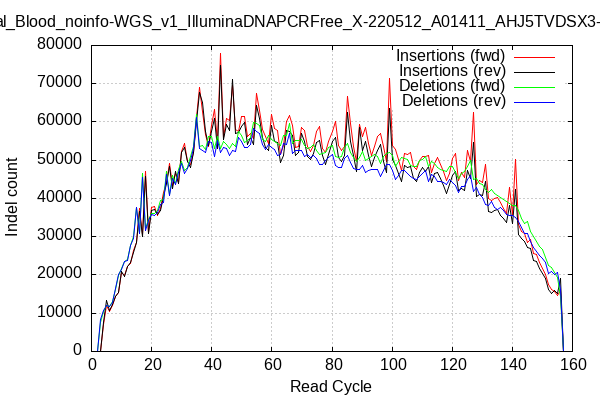 al_Blood_noinfo-WGS_v1_IlluminaDNAPCRFree_X-220512_A01411_AHJ5TVDSX3-
80000
70000
60000
50000
40000
30000
20000
10000
0
Indel count
Insertions (fwd)
Insertions (rev)
Deletions (fwd)
Deletions (rev)
0 20 40 60 80 100 120 140 160
Read Cycle